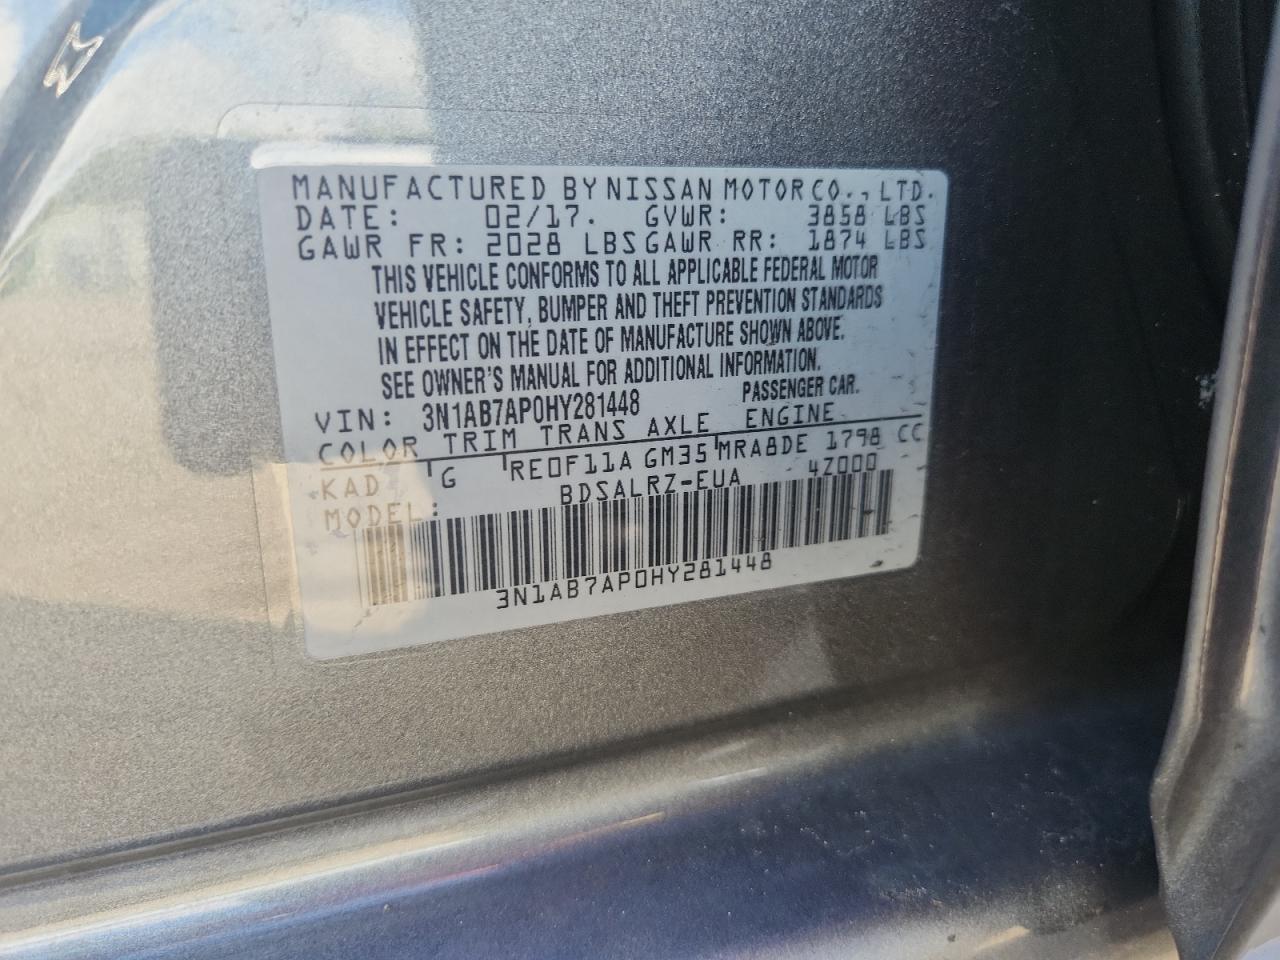 MANUFACTURED BY NISSAN MOTOR CO., LTD.
DATE: 02/17. GVWR: 3858 LBS
GAWR FR: 2028 LBS GAWR RR: 1874 LBS
THIS VEHICLE CONFORMS TO ALL APPLICABLE FEDERAL MOTOR
VEHICLE SAFETY, BUMPER AND THEFT PREVENTION STANDARDS
IN EFFECT ON THE DATE OF MANUFACTURE SHOWN ABOVE.
SEE OWNER'S MANUAL FOR ADDITIONAL INFORMATION.
VIN: 3N1AB7AP0HY281448 PASSENGER CAR.
COLOR TRIM TRANS AXLE ENGINE
KAD G RE0F11A GM35 MRA8DE 1798 CC
MODEL: BDSALRZ-EUA 4Z000
3N1AB7AP0HY281448